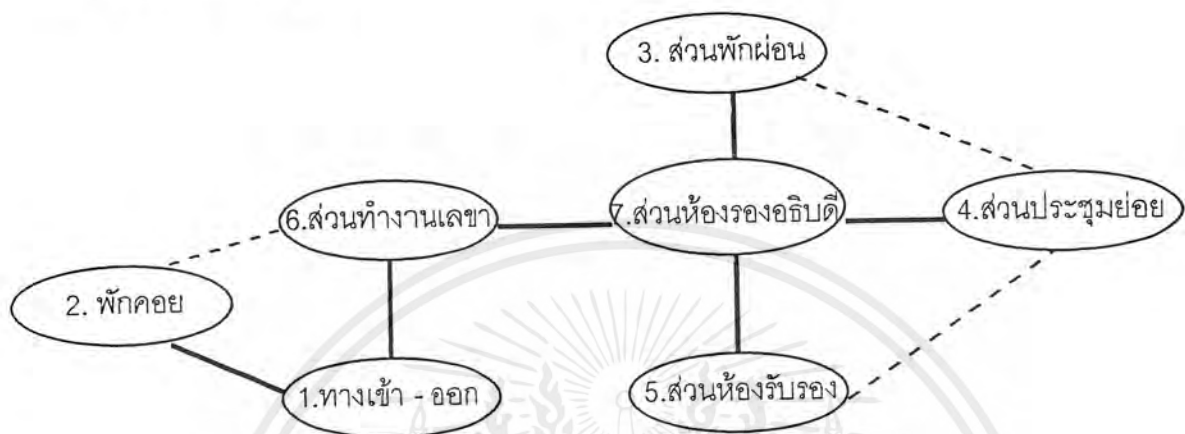 3. ส่วนพักผ่อน
6.ส่วนทำงานเลขา
7.ส่วนห้องรองอธิบดี
4.ส่วนประชุมย่อย
2. พักคอย
1.ทางเข้า - ออก
5.ส่วนห้องรับรอง